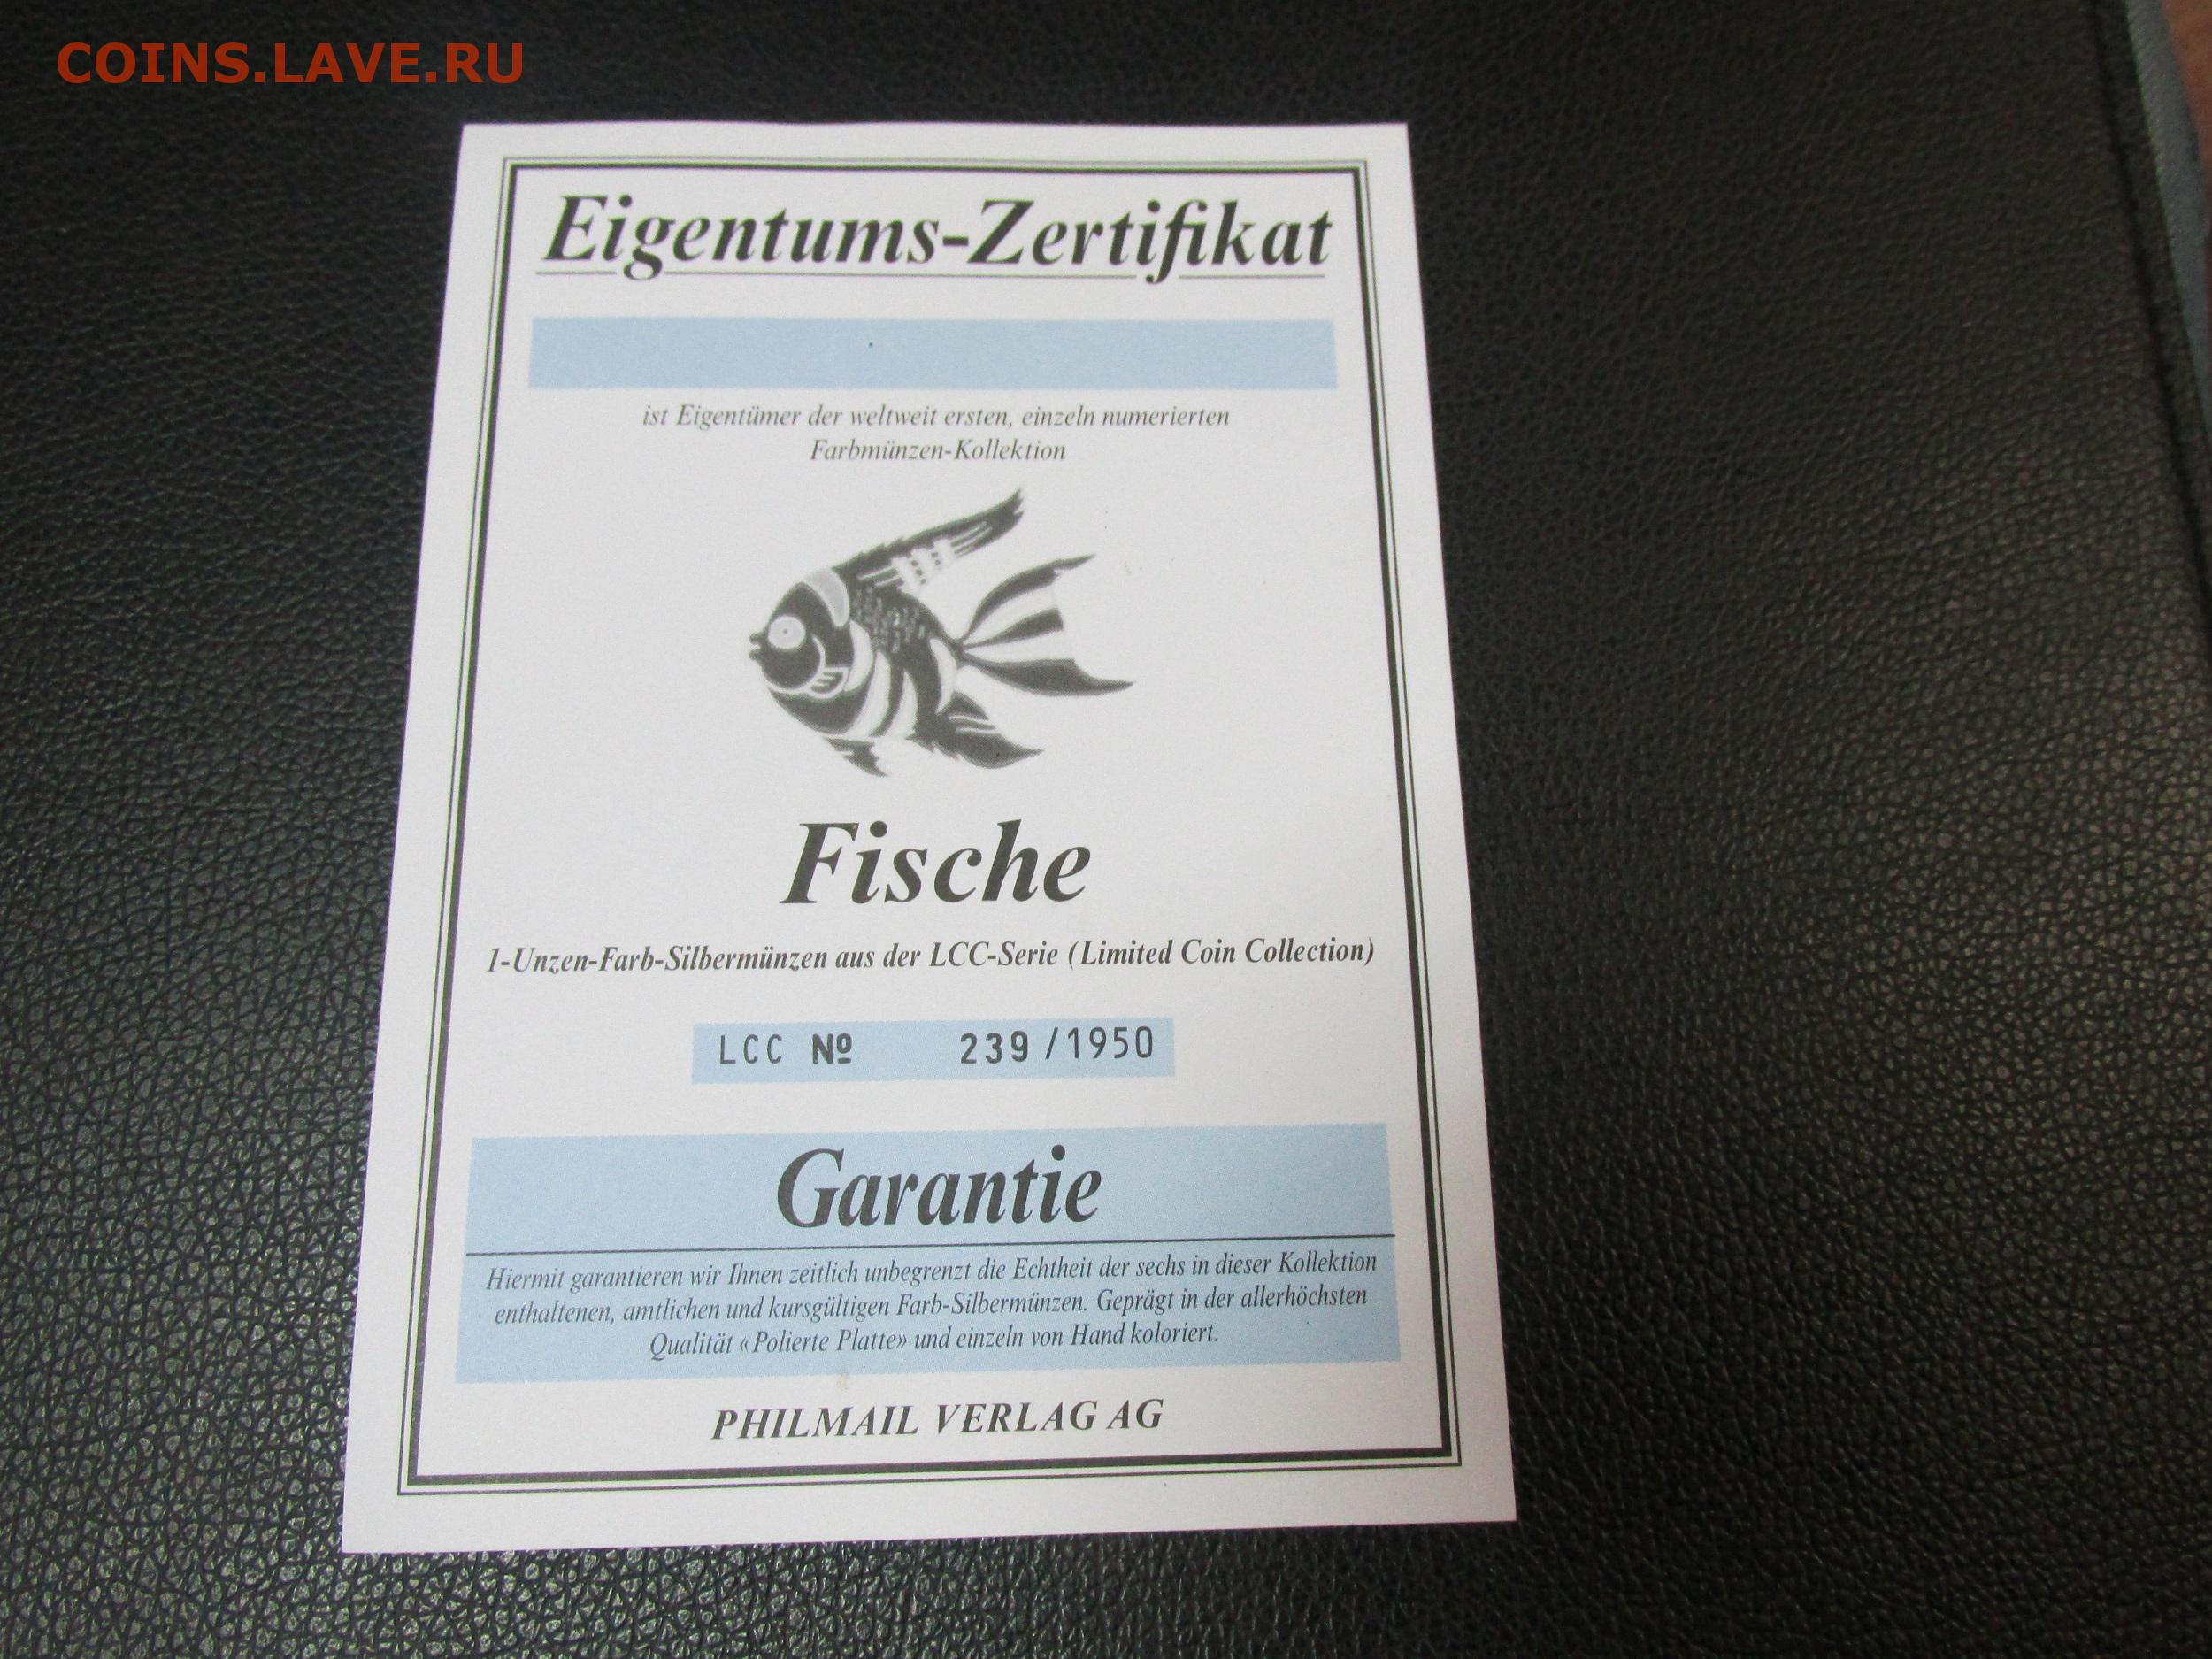 COINS.LAVE.RU
Eigentums-Zertifikat
ist Eigentümer der weltweit ersten, einzeln numerierten
Farbmünzen-Kollektion
Fische
1-Unzen-Farb-Silbermünzen aus der LCC-Serie (Limited Coin Collection)
LCC № 239 /1950
Garantie
Hiermit garantieren wir Ihnen zeitlich unbegrenzt die Echtheit der sechs in dieser Kollektion
enthaltenen, amtlichen und kursgültigen Farb-Silbermünzen. Geprägt in der allerhöchsten
Qualität «Polierte Platte» und einzeln von Hand koloriert.
PHILMAIL VERLAG AG